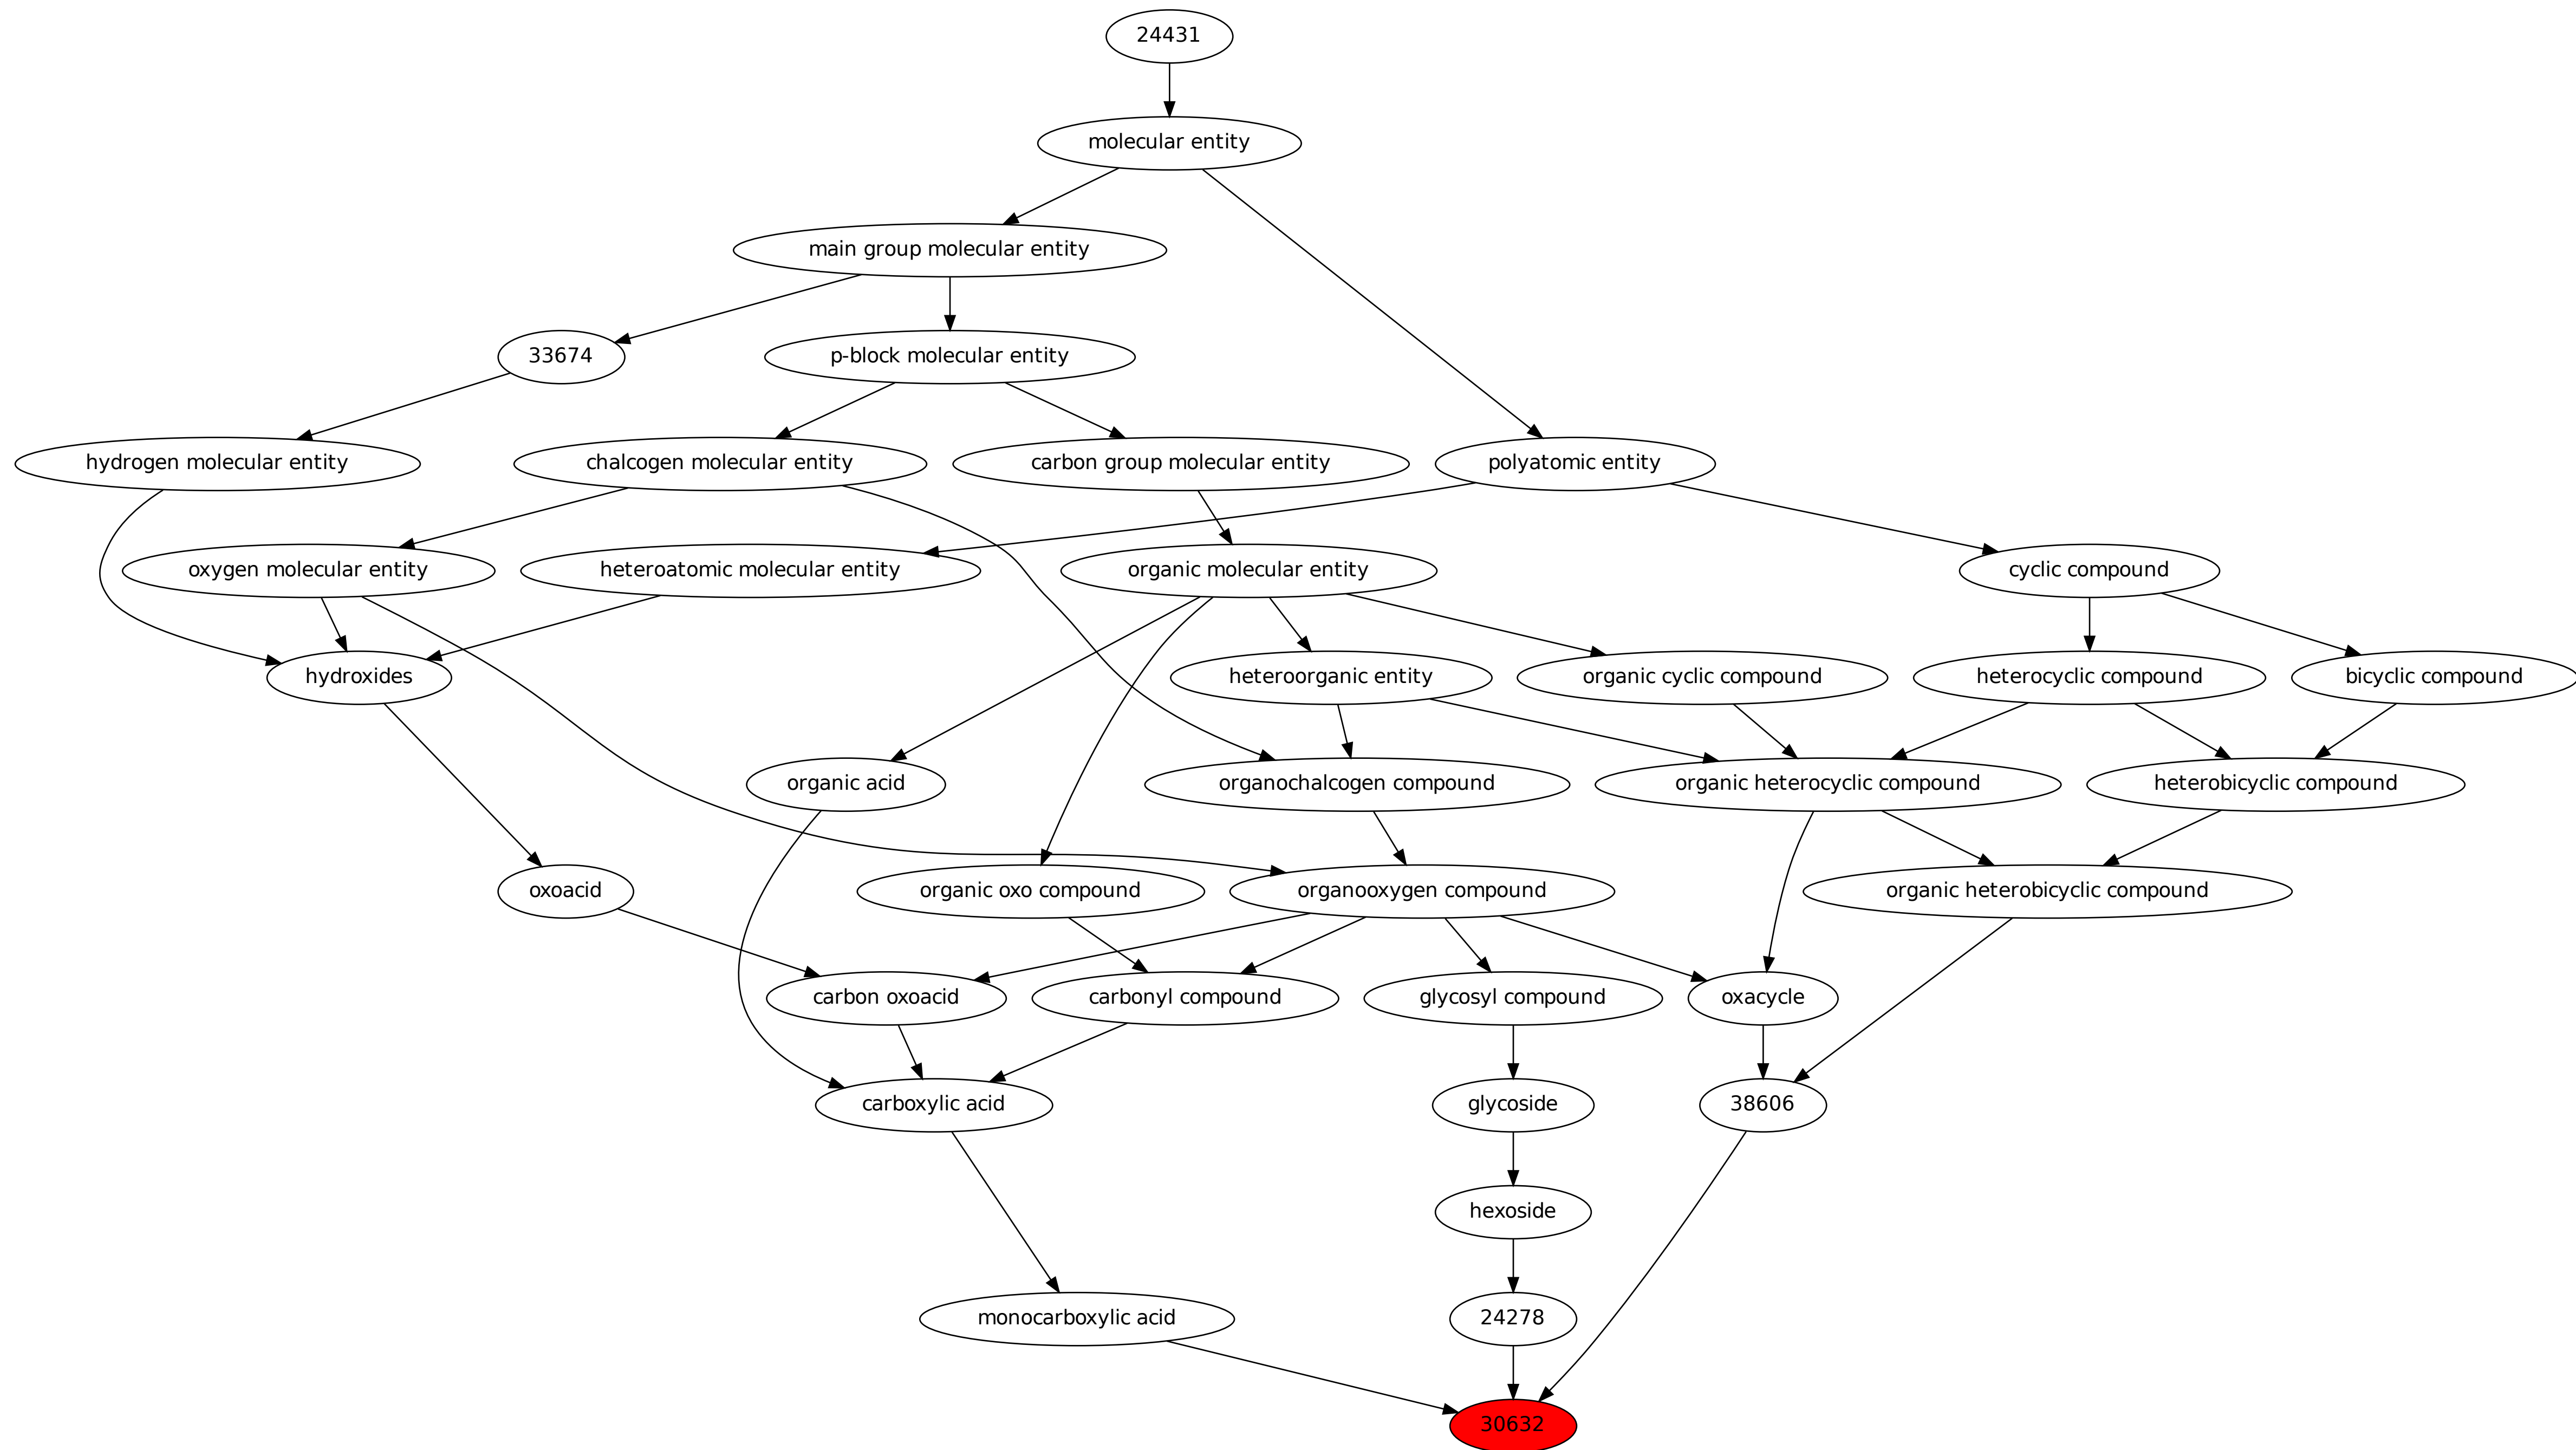 24431
molecular entity
main group molecular entity
33674
p-block molecular entity
hydrogen molecular entity
chalcogen molecular entity
carbon group molecular entity
polyatomic entity
oxygen molecular entity
heteroatomic molecular entity
organic molecular entity
cyclic compound
hydroxides
heteroorganic entity
organic cyclic compound
heterocyclic compound
bicyclic compound
organic acid
organochalcogen compound
organic heterocyclic compound
heterobicyclic compound
oxoacid
organic oxo compound
organooxygen compound
organic heterobicyclic compound
carbon oxoacid
carbonyl compound
glycosyl compound
oxacycle
carboxylic acid
glycoside
38606
hexoside
monocarboxylic acid
24278
30632